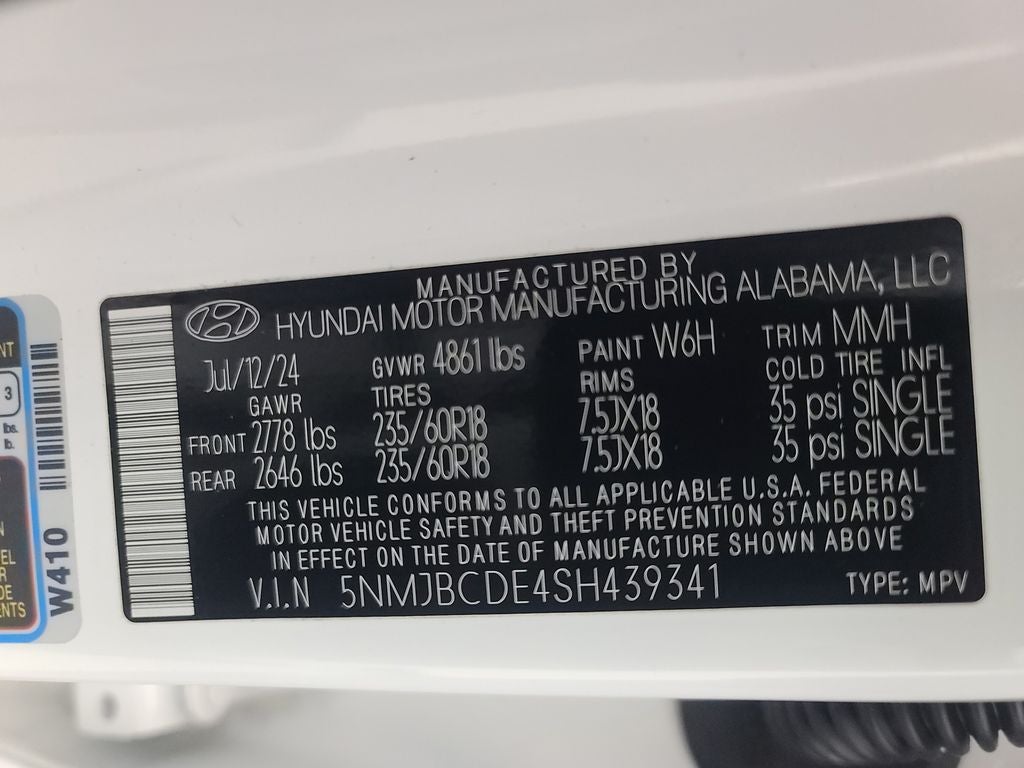 MANUFACTURED BY
HYUNDAI MOTOR MANUFACTURING ALABAMA, LLC
Jul/12/24 GVWR 4861 lbs PAINT W6H TRIM MMH
GAWR TIRES RIMS COLD TIRE INFL
FRONT 2778 lbs 235/60R18 7.5JX18 35 psi SINGLE
REAR 2646 lbs 235/60R18 7.5JX18 35 psi SINGLE
THIS VEHICLE CONFORMS TO ALL APPLICABLE U.S.A. FEDERAL
MOTOR VEHICLE SAFETY AND THEFT PREVENTION STANDARDS
IN EFFECT ON THE DATE OF MANUFACTURE SHOWN ABOVE
V.I.N 5NMJBCDE4SH439341 TYPE: MPV
W410
3
lbs.
lb.